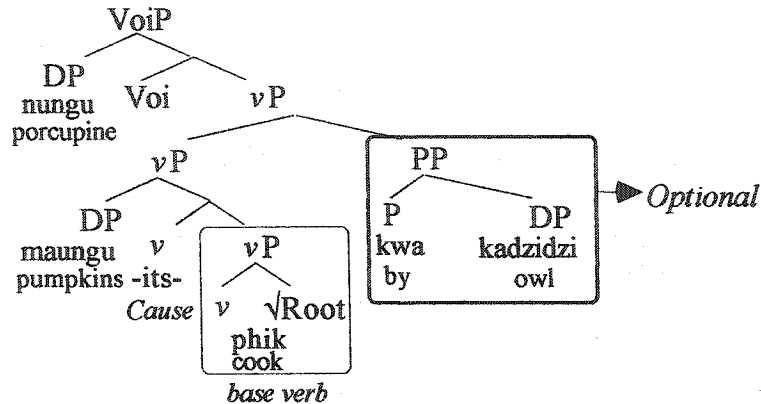 VoiP
DP Voi vP
nungu
porcupine
vP PP Optional
DP v vP P DP
maungu -its- kwa kadzidzi
pumpkins Cause by owl
v √Root
phik
cook
base verb